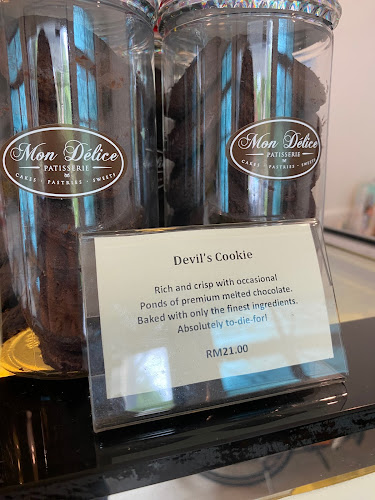 Mon Délice
PATISSERIE
CAKES • PASTRIES • SWEETS
Mon Délice
PATISSERIE
CAKES • PASTRIES • SWEETS
Devil's Cookie
Rich and crisp with occasional
Ponds of premium melted chocolate.
Baked with only the finest ingredients.
Absolutely to-die-for!
RM21.00